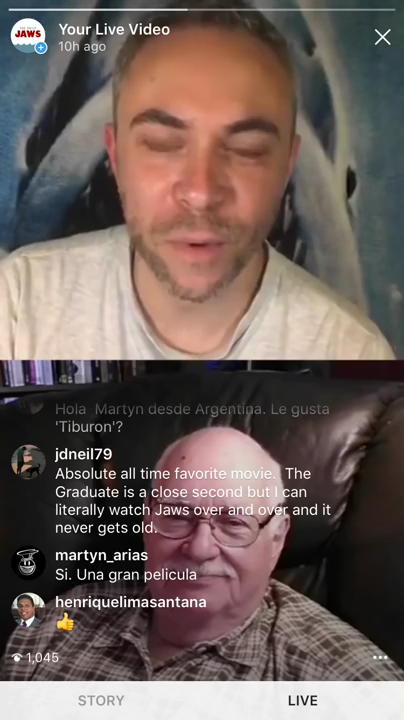 JAWS
Your Live Video
10h ago
Hola Martyn desde Argentina. Le gusta
'Tiburon'?
jdneil79
Absolute all time favorite movie. The
Graduate is a close second but I can
literally watch Jaws over and over and it
never gets old.
martyn_arias
Si. Una gran pelicula
henriquelimasantana
👍
1,045
STORY
LIVE